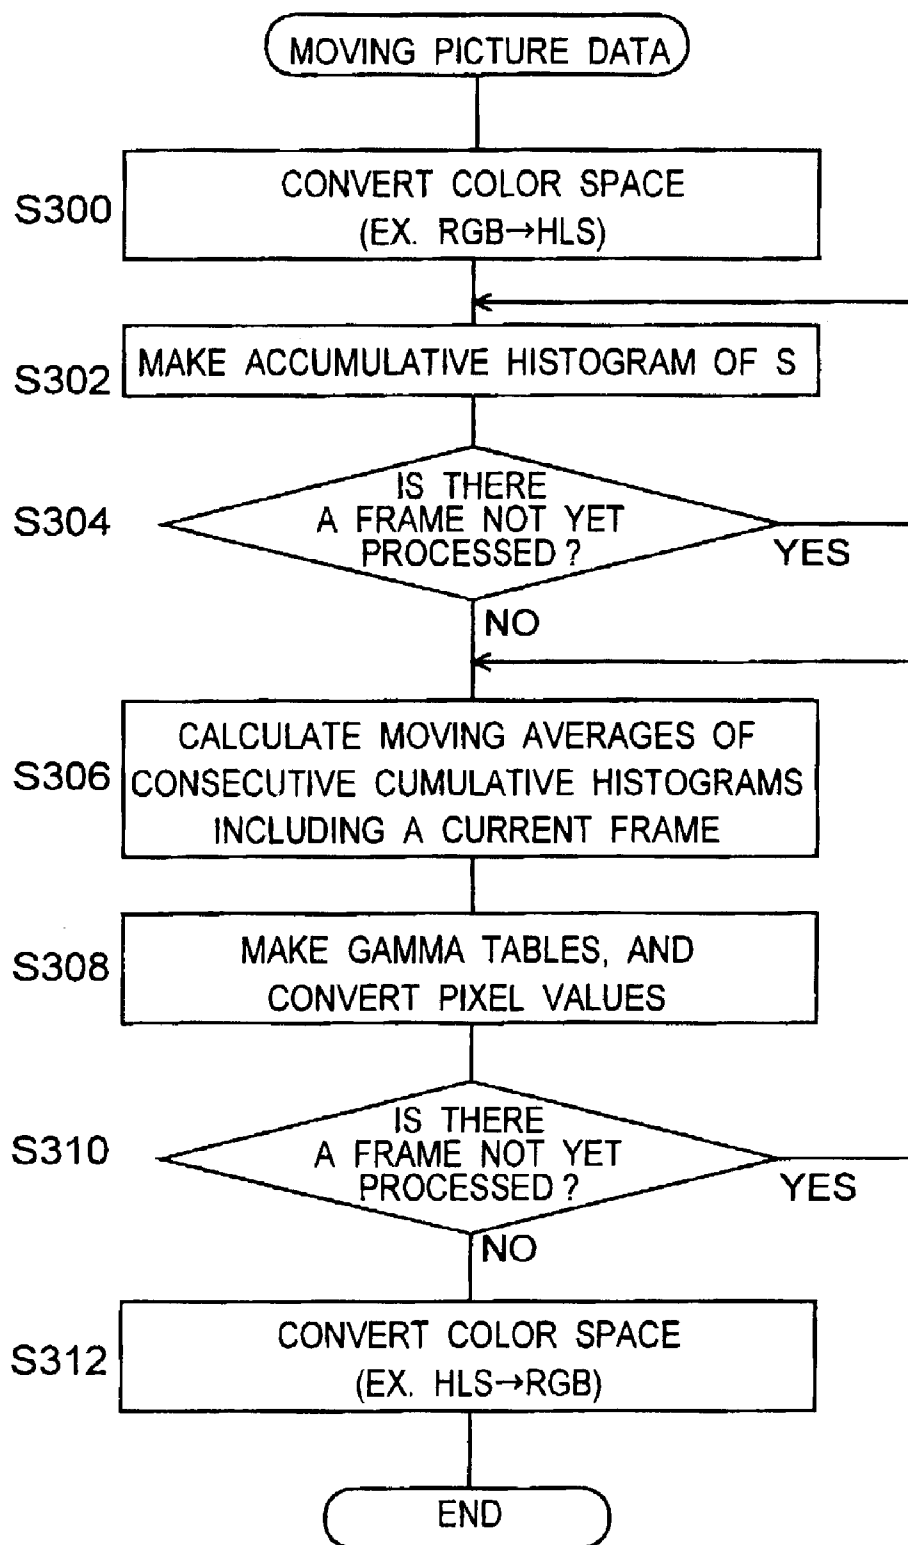 MOVING PICTURE DATA
S300
CONVERT COLOR SPACE
(EX. RGB→HLS)
S302
MAKE ACCUMULATIVE HISTOGRAM OF S
S304
IS THERE
A FRAME NOT YET
PROCESSED?
YES
NO
S306
CALCULATE MOVING AVERAGES OF
CONSECUTIVE CUMULATIVE HISTOGRAMS
INCLUDING A CURRENT FRAME
S308
MAKE GAMMA TABLES, AND
CONVERT PIXEL VALUES
S310
IS THERE
A FRAME NOT YET
PROCESSED?
YES
NO
S312
CONVERT COLOR SPACE
(EX. HLS→RGB)
END